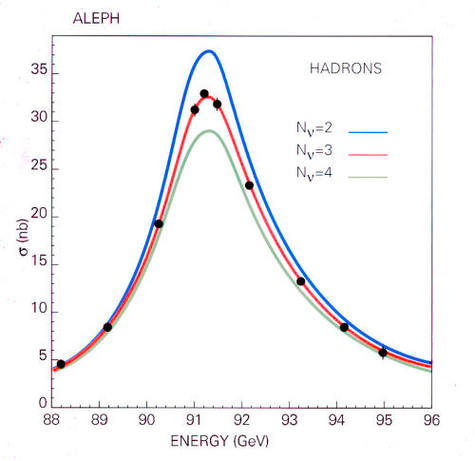 ALEPH
HADRONS
Nν=2
Nν=3
Nν=4
σ (nb)
35
30
25
20
15
10
5
0
88 89 90 91 92 93 94 95 96
ENERGY (GeV)